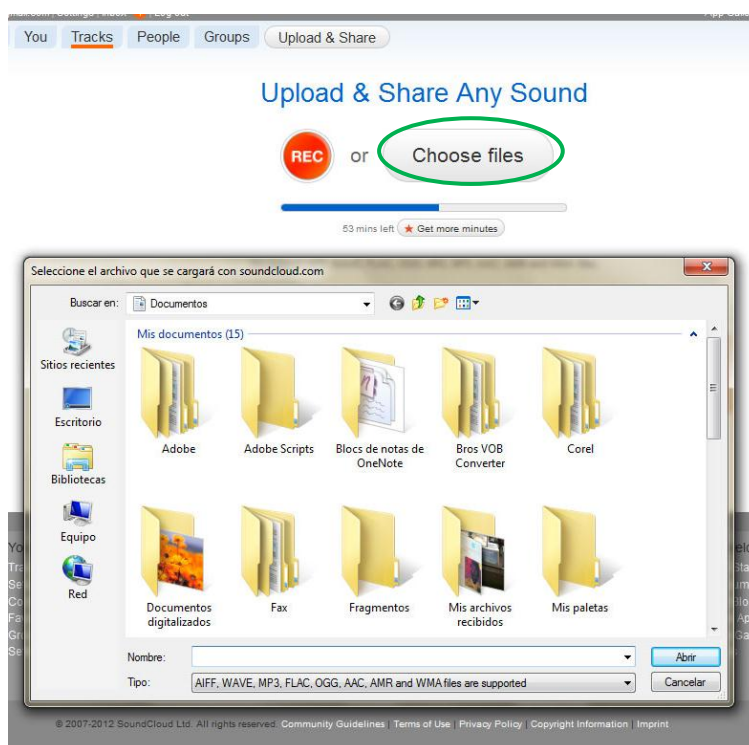 You Tracks People Groups Upload & Share
Upload & Share Any Sound
REC or Choose files
53 mins left ★ Get more minutes
Seleccione el archivo que se cargará con soundcloud.com
Buscar en: Documentos
Mis documentos (15)
Sitios recientes
Escritorio
Bibliotecas
Equipo
Red
Adobe Adobe Scripts Blocs de notas de OneNote Bros VOB Converter Corel
Documentos digitalizados Fax Fragmentos Mis archivos recibidos Mis paletas
Nombre: Abrir
Tipo: AIFF, WAVE, MP3, FLAC, OGG, AAC, AMR and WMA files are supported Cancelar
© 2007-2012 SoundCloud Ltd. All rights reserved. Community Guidelines | Terms of Use | Privacy Policy | Copyright Information | Imprint